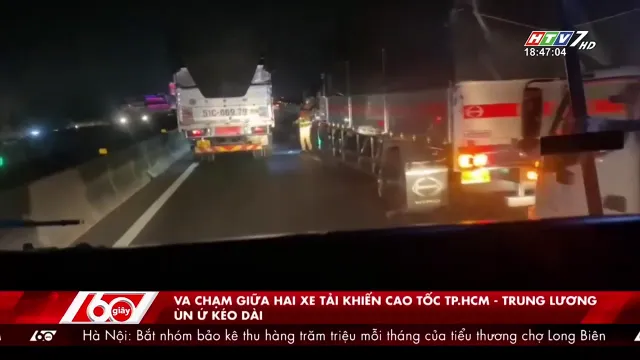 HTV7 HD
18:47:04
51C-669.78
60 giây
VA CHẠM GIỮA HAI XE TẢI KHIẾN CAO TỐC TP.HCM - TRUNG LƯƠNG
ÙN Ứ KÉO DÀI
60 Hà Nội: Bắt nhóm bảo kê thu hàng trăm triệu mỗi tháng của tiểu thương chợ Long Biên